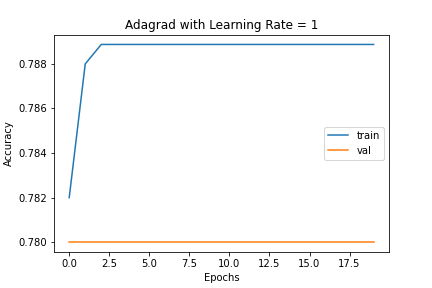 Adagrad with Learning Rate = 1
0.788
0.786
0.784
0.782
0.780
Accuracy
train
val
0.0 2.5 5.0 7.5 10.0 12.5 15.0 17.5
Epochs